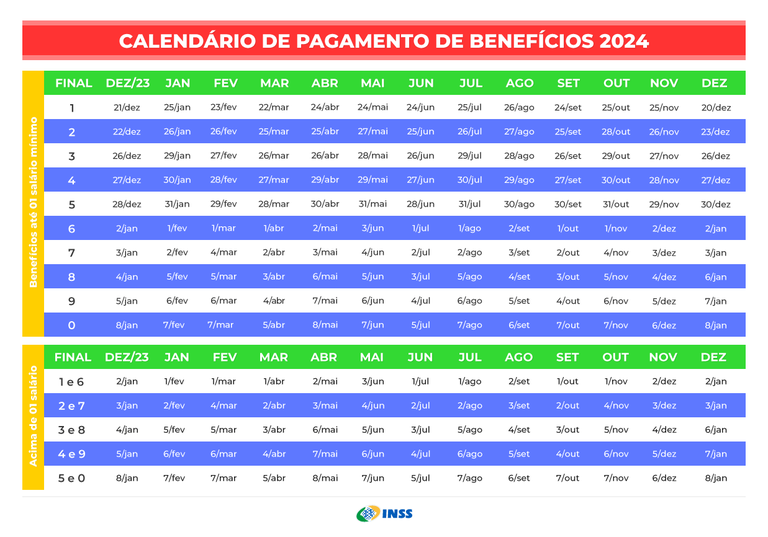 CALENDÁRIO DE PAGAMENTO DE BENEFÍCIOS 2024
Benefícios até 01 salário mínimo
FINAL DEZ/23 JAN FEV MAR ABR MAI JUN JUL AGO SET OUT NOV DEZ
1 21/dez 25/jan 23/fev 22/mar 24/abr 24/mai 24/jun 25/jul 26/ago 24/set 25/out 25/nov 20/dez
2 22/dez 26/jan 26/fev 25/mar 25/abr 27/mai 25/jun 26/jul 27/ago 25/set 28/out 26/nov 23/dez
3 26/dez 29/jan 27/fev 26/mar 26/abr 28/mai 26/jun 29/jul 28/ago 26/set 29/out 27/nov 26/dez
4 27/dez 30/jan 28/fev 27/mar 29/abr 29/mai 27/jun 30/jul 29/ago 27/set 30/out 28/nov 27/dez
5 28/dez 31/jan 29/fev 28/mar 30/abr 31/mai 28/jun 31/jul 30/ago 30/set 31/out 29/nov 30/dez
6 2/jan 1/fev 1/mar 1/abr 2/mai 3/jun 1/jul 1/ago 2/set 1/out 1/nov 2/dez 2/jan
7 3/jan 2/fev 4/mar 2/abr 3/mai 4/jun 2/jul 2/ago 3/set 2/out 4/nov 3/dez 3/jan
8 4/jan 5/fev 5/mar 3/abr 6/mai 5/jun 3/jul 5/ago 4/set 3/out 5/nov 4/dez 6/jan
9 5/jan 6/fev 6/mar 4/abr 7/mai 6/jun 4/jul 6/ago 5/set 4/out 6/nov 5/dez 7/jan
0 8/jan 7/fev 7/mar 5/abr 8/mai 7/jun 5/jul 7/ago 6/set 7/out 7/nov 6/dez 8/jan
Acima de 01 salário
FINAL DEZ/23 JAN FEV MAR ABR MAI JUN JUL AGO SET OUT NOV DEZ
1 e 6 2/jan 1/fev 1/mar 1/abr 2/mai 3/jun 1/jul 1/ago 2/set 1/out 1/nov 2/dez 2/jan
2 e 7 3/jan 2/fev 4/mar 2/abr 3/mai 4/jun 2/jul 2/ago 3/set 2/out 4/nov 3/dez 3/jan
3 e 8 4/jan 5/fev 5/mar 3/abr 6/mai 5/jun 3/jul 5/ago 4/set 3/out 5/nov 4/dez 6/jan
4 e 9 5/jan 6/fev 6/mar 4/abr 7/mai 6/jun 4/jul 6/ago 5/set 4/out 6/nov 5/dez 7/jan
5 e 0 8/jan 7/fev 7/mar 5/abr 8/mai 7/jun 5/jul 7/ago 6/set 7/out 7/nov 6/dez 8/jan
INSS